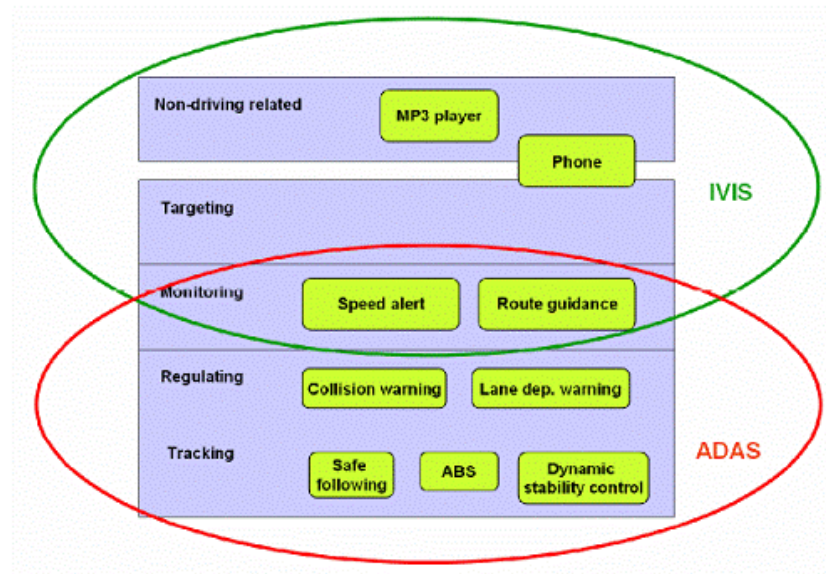 Non-driving related
MP3 player
Phone
IVIS
Targeting
Monitoring
Speed alert
Route guidance
Regulating
Collision warning
Lane dep. warning
Tracking
Safe
following
ABS
Dynamic
stability control
ADAS